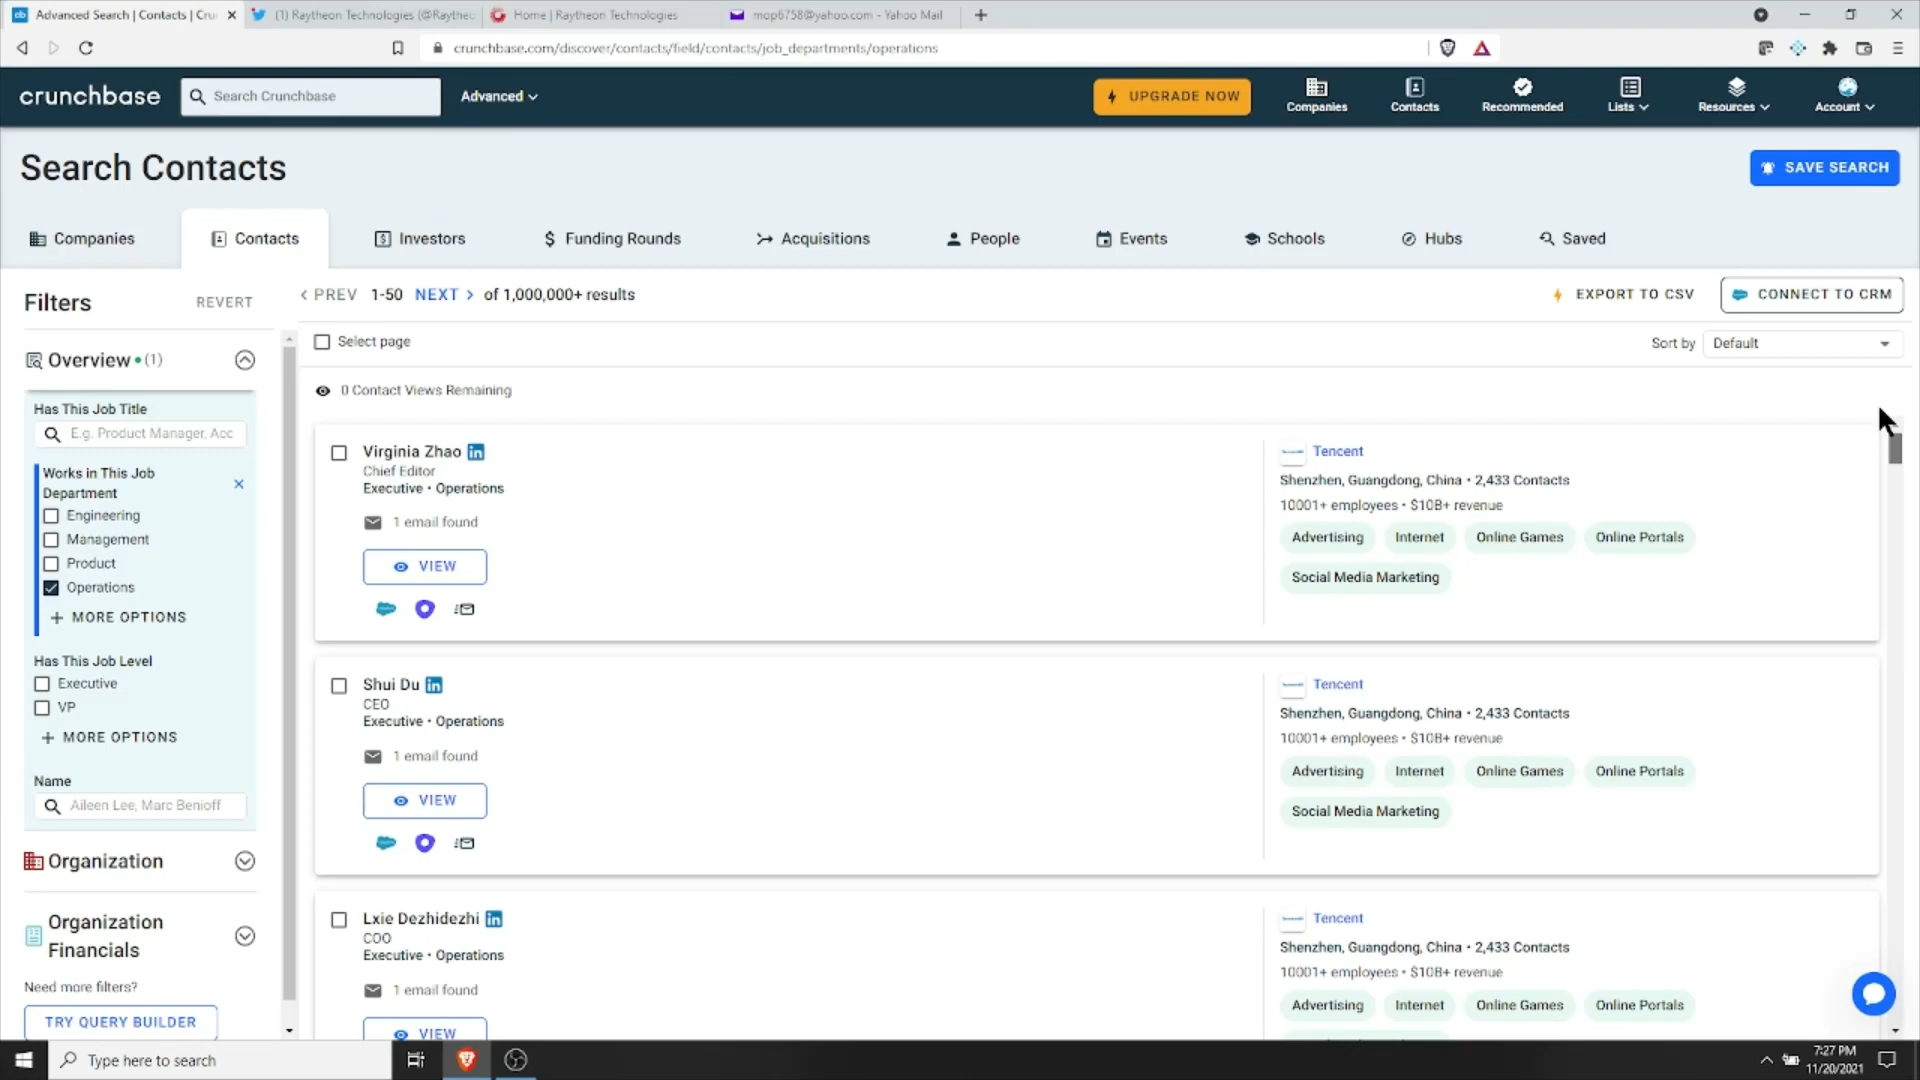 Advanced Search | Contacts | Cru
(1) Raytheon Technologies (@Raythe
Home | Raytheon Technologies
mop6758@yahoo.com - Yahoo Mail
crunchbase.com/discover/contacts/field/contacts/job_departments/operations
crunchbase
Search Crunchbase
Advanced
UPGRADE NOW
Companies
Contacts
Recommended
Lists
Resources
Account
Search Contacts
SAVE SEARCH
Companies
Contacts
Investors
Funding Rounds
Acquisitions
People
Events
Schools
Hubs
Saved
Filters
REVERT
PREV 1-50 NEXT of 1,000,000+ results
EXPORT TO CSV
CONNECT TO CRM
Overview • (1)
Select page
Sort by Default
0 Contact Views Remaining
Has This Job Title
E.g. Product Manager, Acc
Works in This Job
Department
Engineering
Management
Product
Operations
+ MORE OPTIONS
Has This Job Level
Executive
VP
+ MORE OPTIONS
Name
Aileen Lee, Marc Benioff
Organization
Organization
Financials
Need more filters?
TRY QUERY BUILDER
Virginia Zhao in
Chief Editor
Executive • Operations
1 email found
VIEW
Tencent
Shenzhen, Guangdong, China • 2,433 Contacts
10001+ employees • $10B+ revenue
Advertising Internet Online Games Online Portals
Social Media Marketing
Shui Du in
CEO
Executive • Operations
1 email found
VIEW
Tencent
Shenzhen, Guangdong, China • 2,433 Contacts
10001+ employees • $10B+ revenue
Advertising Internet Online Games Online Portals
Social Media Marketing
Lxie Dezhidezhi in
COO
Executive • Operations
1 email found
VIEW
Tencent
Shenzhen, Guangdong, China • 2,433 Contacts
10001+ employees • $10B+ revenue
Advertising Internet Online Games Online Portals
Type here to search
7:27 PM
11/20/2021